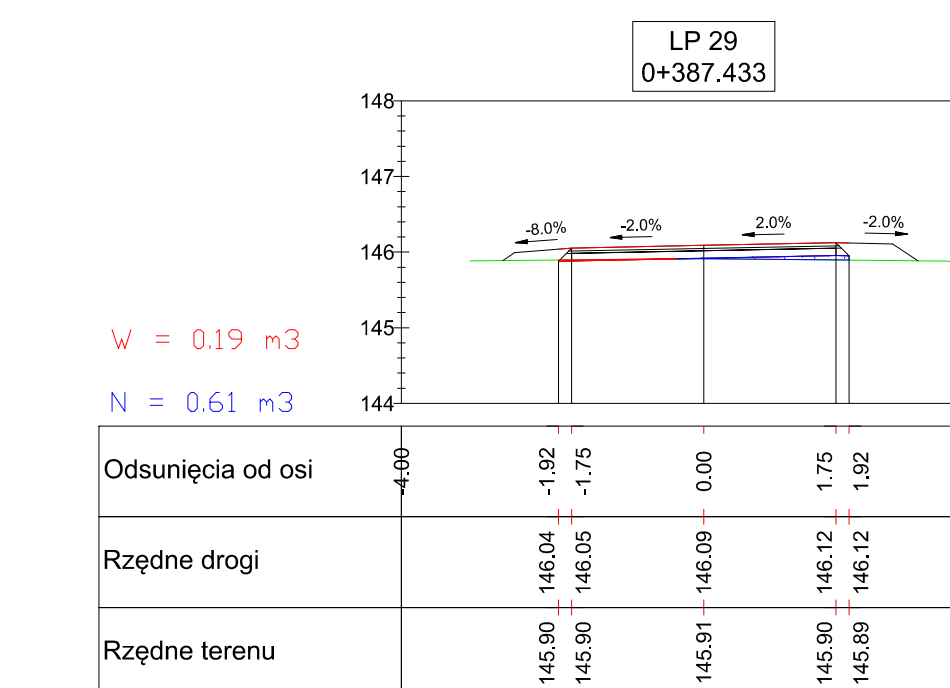 LP 29
0+387.433
148
147
146
145
144
-8.0%
-2.0%
2.0%
-2.0%
W = 0.19 m3
N = 0.61 m3
Odsunięcia od osi -4.00 -1.92 -1.75 0.00 1.75 1.92
Rzędne drogi 146.04 146.05 146.09 146.12 146.12
Rzędne terenu 145.90 145.90 145.91 145.90 145.89